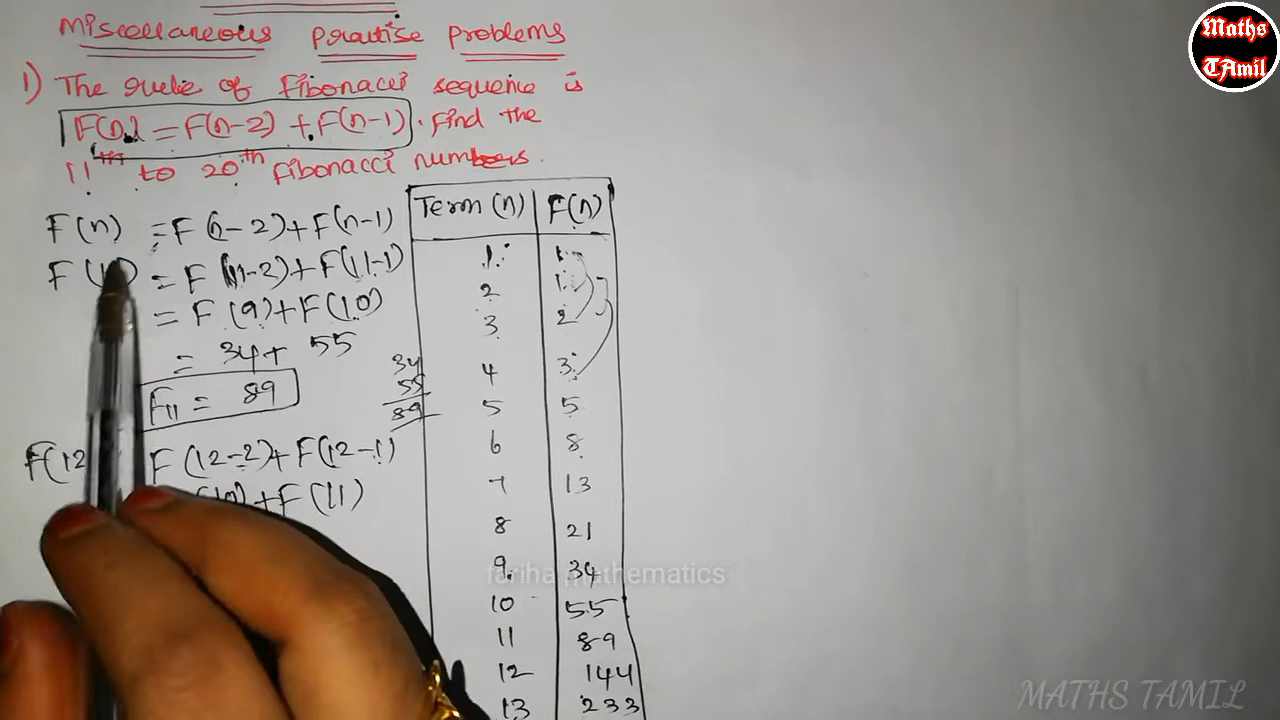 Miscellaneous Practise Problems
1) The rule of Fibonacci sequence is
F(n) = F(n-2) + F(n-1). Find the
11th to 20th Fibonacci numbers.
F(n) = F(n-2) + F(n-1)
= F(11-2) + F(11-1)
= F(9) + F(10)
= 34 + 55
F11 = 89
34
55
89
F(12 F(12-2) + F(12-1)
+ F(11)
Term (n) F(n)
1. 1
2 1
3 2
4 3
5 5
6 8
7 13
8 21
9 34
10 55
11 89
12 144
13 233
Maths
TAmil
fariha mathematics
MATHS TAMIL